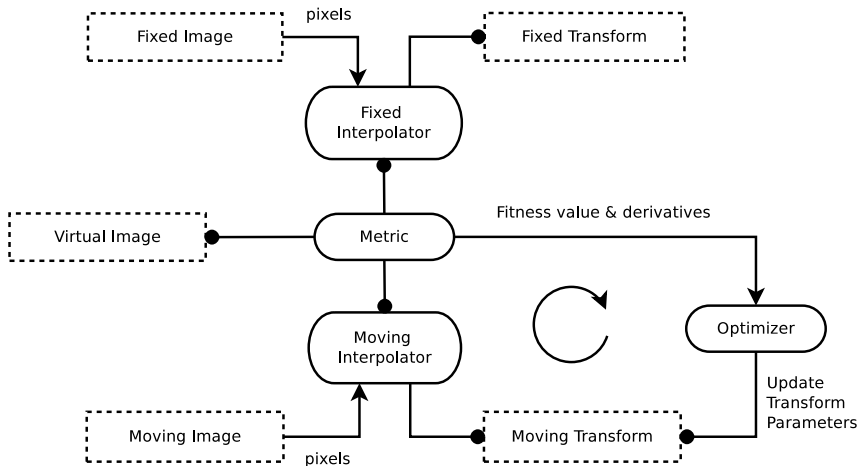 pixels
Fixed Image
Fixed Transform
Fixed
Interpolator
Fitness value & derivatives
Virtual Image
Metric
Moving
Interpolator
Optimizer
Update
Transform
Parameters
Moving Image
Moving Transform
pixels